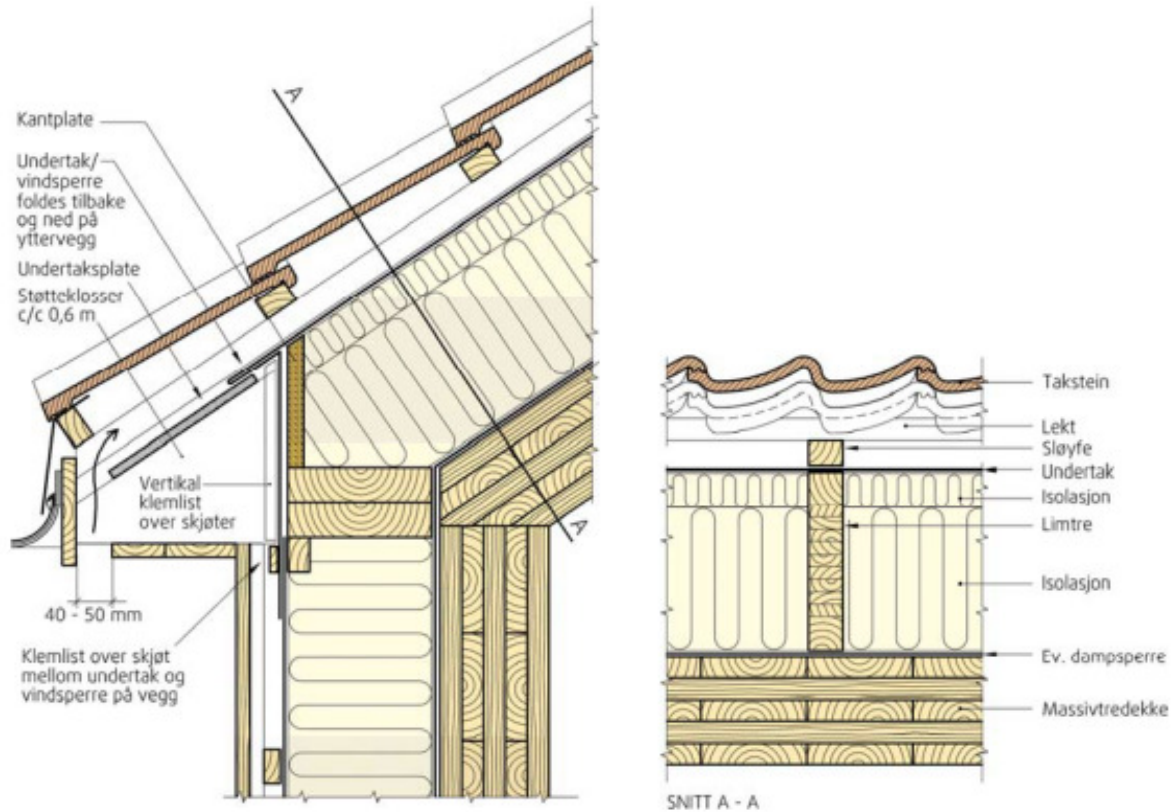 Kantplate
Undertak/
vindsperre
foldes tilbake
og ned på
yttervegg
Undertaksplate
Støtteklosser
c/c 0,6 m
A
Vertikal
klemlist
over skjøter
A
40 - 50 mm
Klemlist over skjøt
mellom undertak og
vindsperre på vegg
Takstein
Lekt
Sløyfe
Undertak
Isolasjon
Limtre
Isolasjon
Ev. dampsperre
Massivtredekke
SNITT A - A